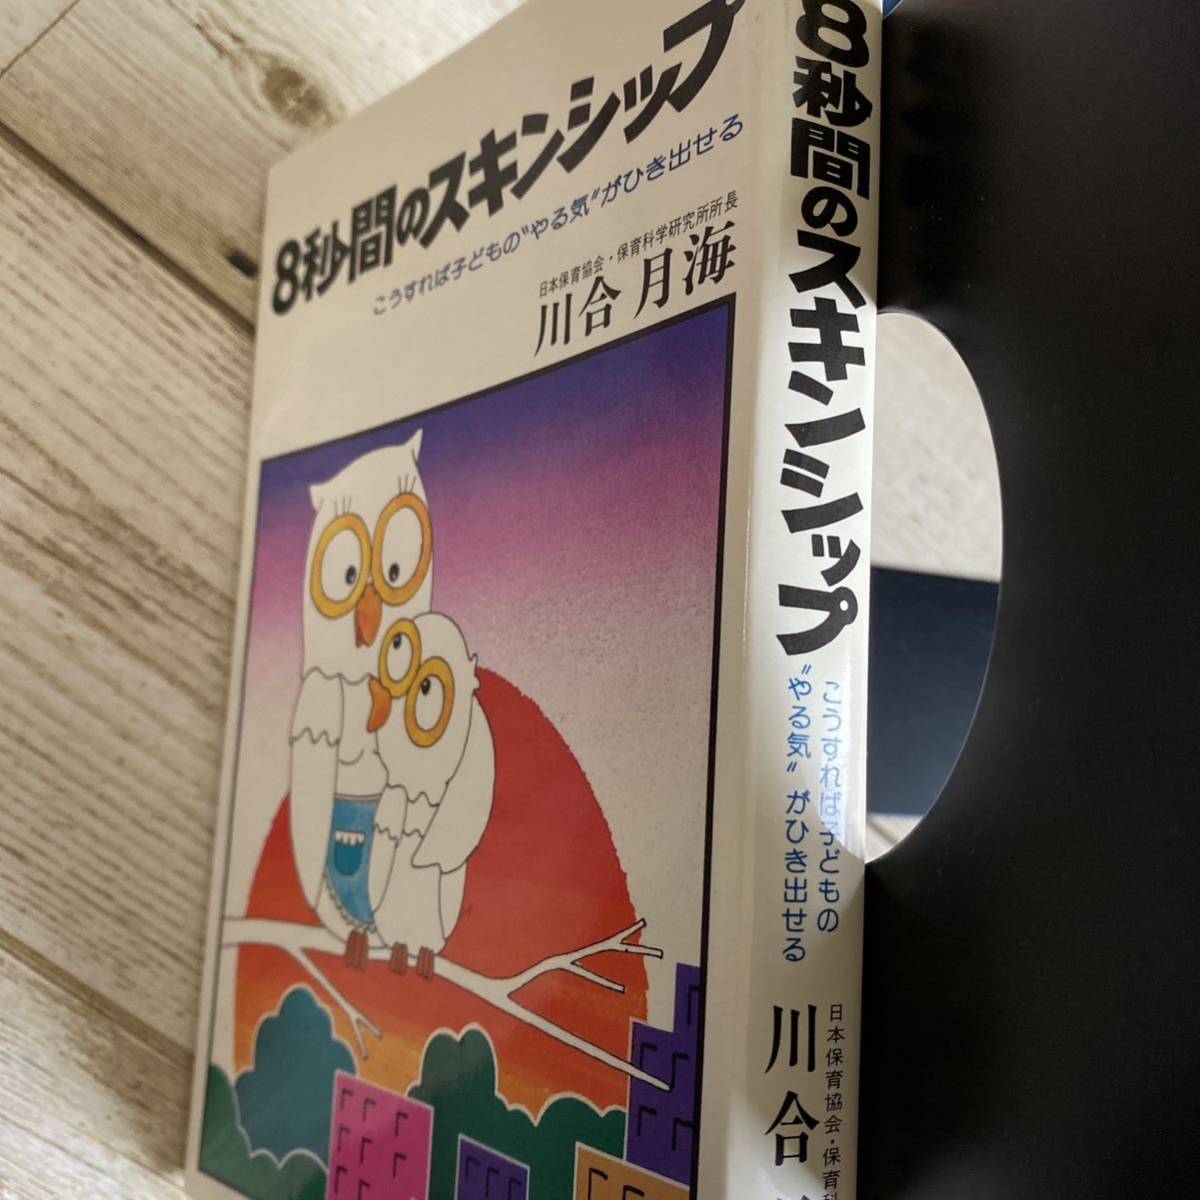 8秒間のスキンシップ
こうすれば子どもの“やる気”がひき出せる
日本保育協会・保育科学研究所所長
川合 月海
8秒間のスキンシップ
こうすれば子どもの
“やる気”がひき出せる
日本保育協会・保育科
川合